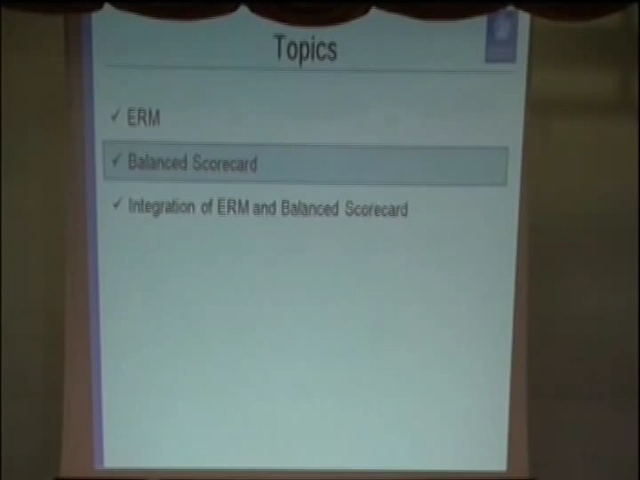 Topics
✓ ERM
✓ Balanced Scorecard
✓ Integration of ERM and Balanced Scorecard